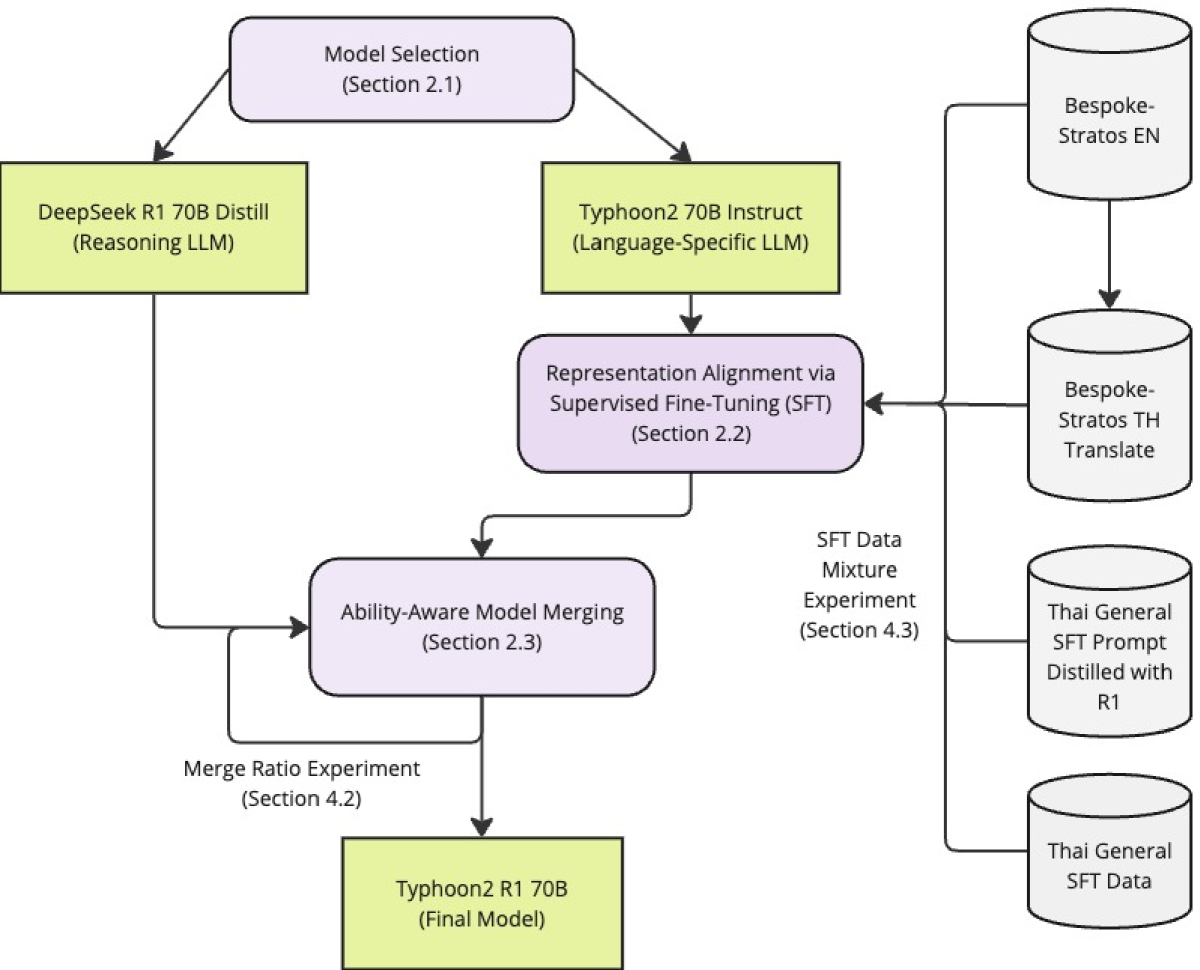 Model Selection
(Section 2.1)
DeepSeek R1 70B Distill
(Reasoning LLM)
Typhoon2 70B Instruct
(Language-Specific LLM)
Bespoke-
Stratos EN
Representation Alignment via
Supervised Fine-Tuning (SFT)
(Section 2.2)
Bespoke-
Stratos TH
Translate
SFT Data
Mixture
Experiment
(Section 4.3)
Ability-Aware Model Merging
(Section 2.3)
Thai General
SFT Prompt
Distilled with
R1
Merge Ratio Experiment
(Section 4.2)
Thai General
SFT Data
Typhoon2 R1 70B
(Final Model)